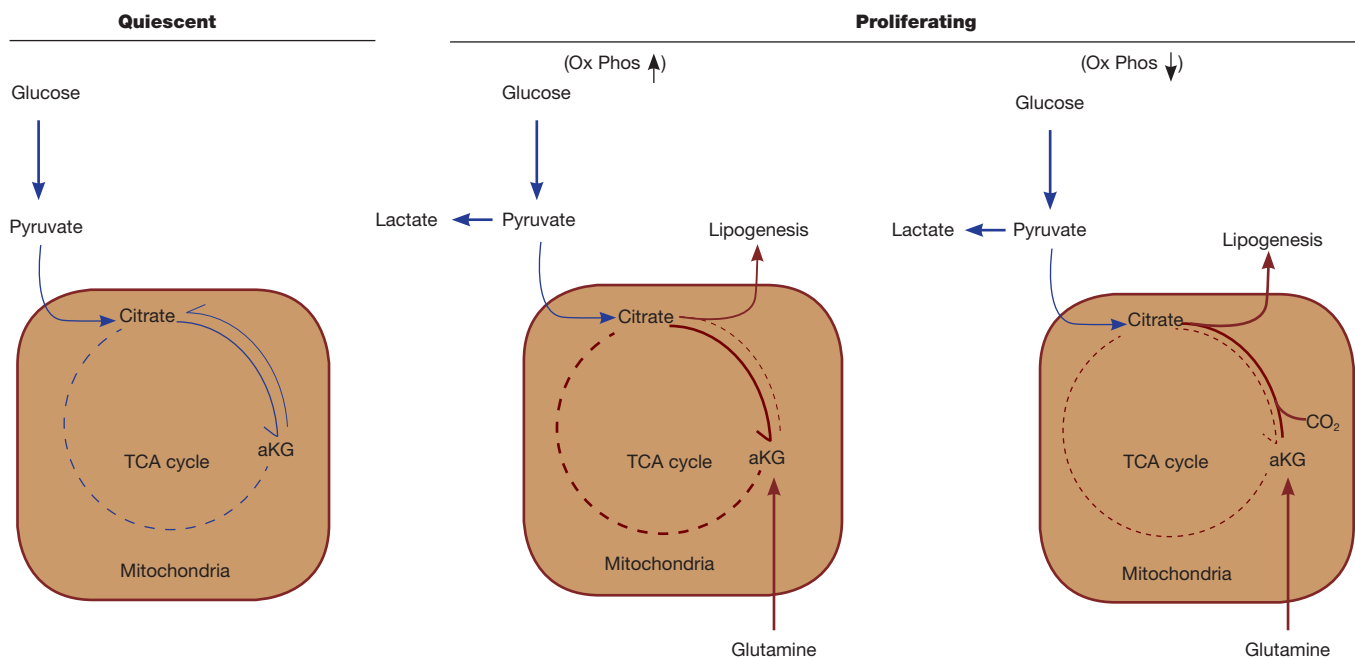 Quiescent
Glucose
Pyruvate
Citrate
aKG
TCA cycle
Mitochondria
Proliferating
(Ox Phos )
Glucose
Lactate
Pyruvate
Lipogenesis
Citrate
TCA cycle
aKG
Mitochondria
Glutamine
(Ox Phos )
Glucose
Lactate
Pyruvate
Lipogenesis
Citrate
CO₂
TCA cycle
aKG
Mitochondria
Glutamine